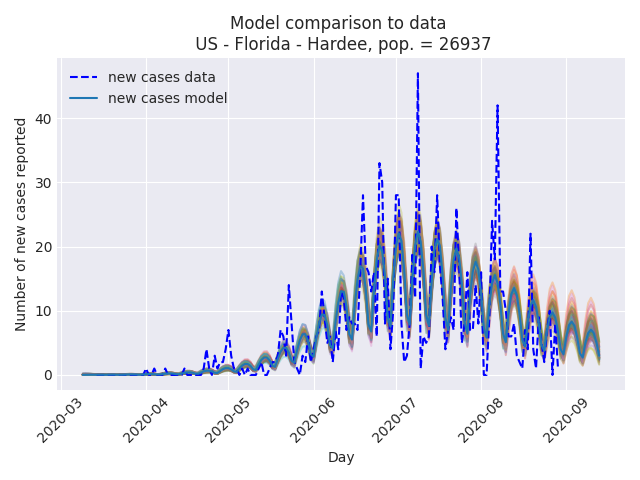 Model comparison to data
US - Florida - Hardee, pop. = 26937
new cases data
new cases model
Number of new cases reported
40
30
20
10
0
2020-03
2020-04
2020-05
2020-06
2020-07
2020-08
2020-09
Day